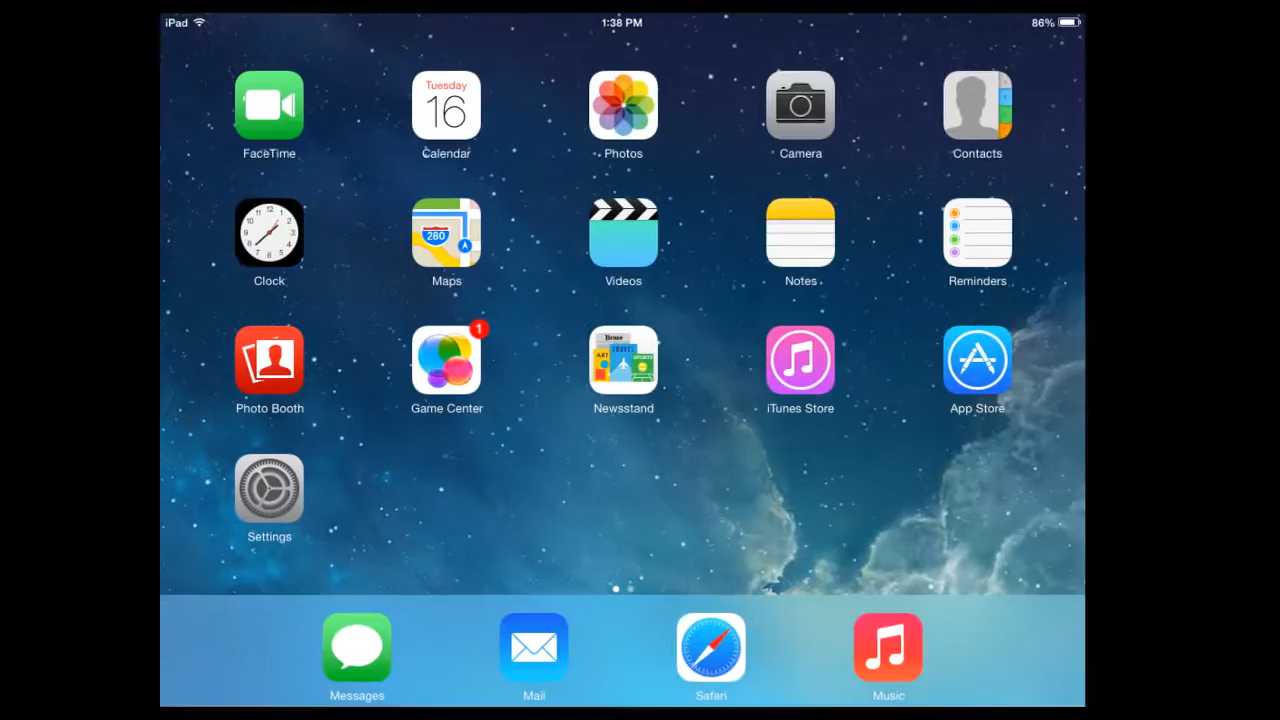 iPad 1:38 PM 86%
Tuesday
16
FaceTime Calendar Photos Camera Contacts
280
Clock Maps Videos Notes Reminders
1
Photo Booth Game Center Newsstand iTunes Store App Store
Settings
Messages Mail Safari Music